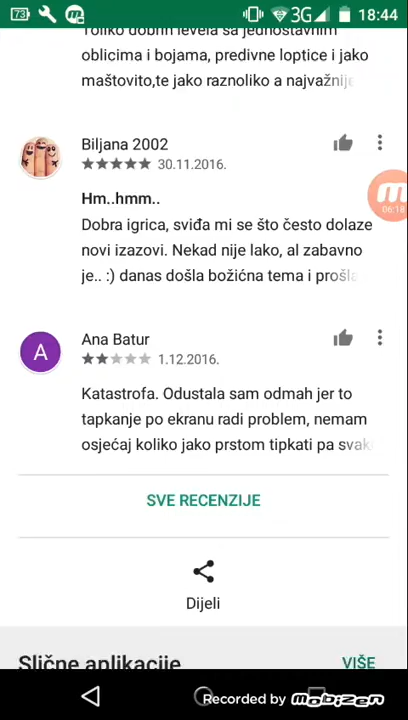 73 3G 18:44
Toliko dobrih levela sa jednostavnim
oblicima i bojama, predivne loptice i jako
maštovito,te jako raznoliko a najvažnije
Biljana 2002
30.11.2016.
06:18
Hm..hmm..
Dobra igrica, sviđa mi se što često dolaze
novi izazovi. Nekad nije lako, al zabavno
je.. :) danas došla božićna tema i prošla
Ana Batur
A
1.12.2016.
Katastrofa. Odustala sam odmah jer to
tapkanje po ekranu radi problem, nemam
osjećaj koliko jako prstom tipkati pa svak
SVE RECENZIJE
Dijeli
Slične aplikacije VIŠE
Recorded by mobizen